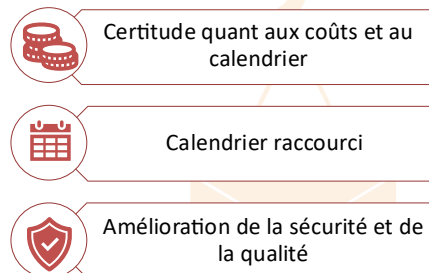 Certitude quant aux coûts et au
calendrier
Calendrier raccourci
Amélioration de la sécurité et de
la qualité